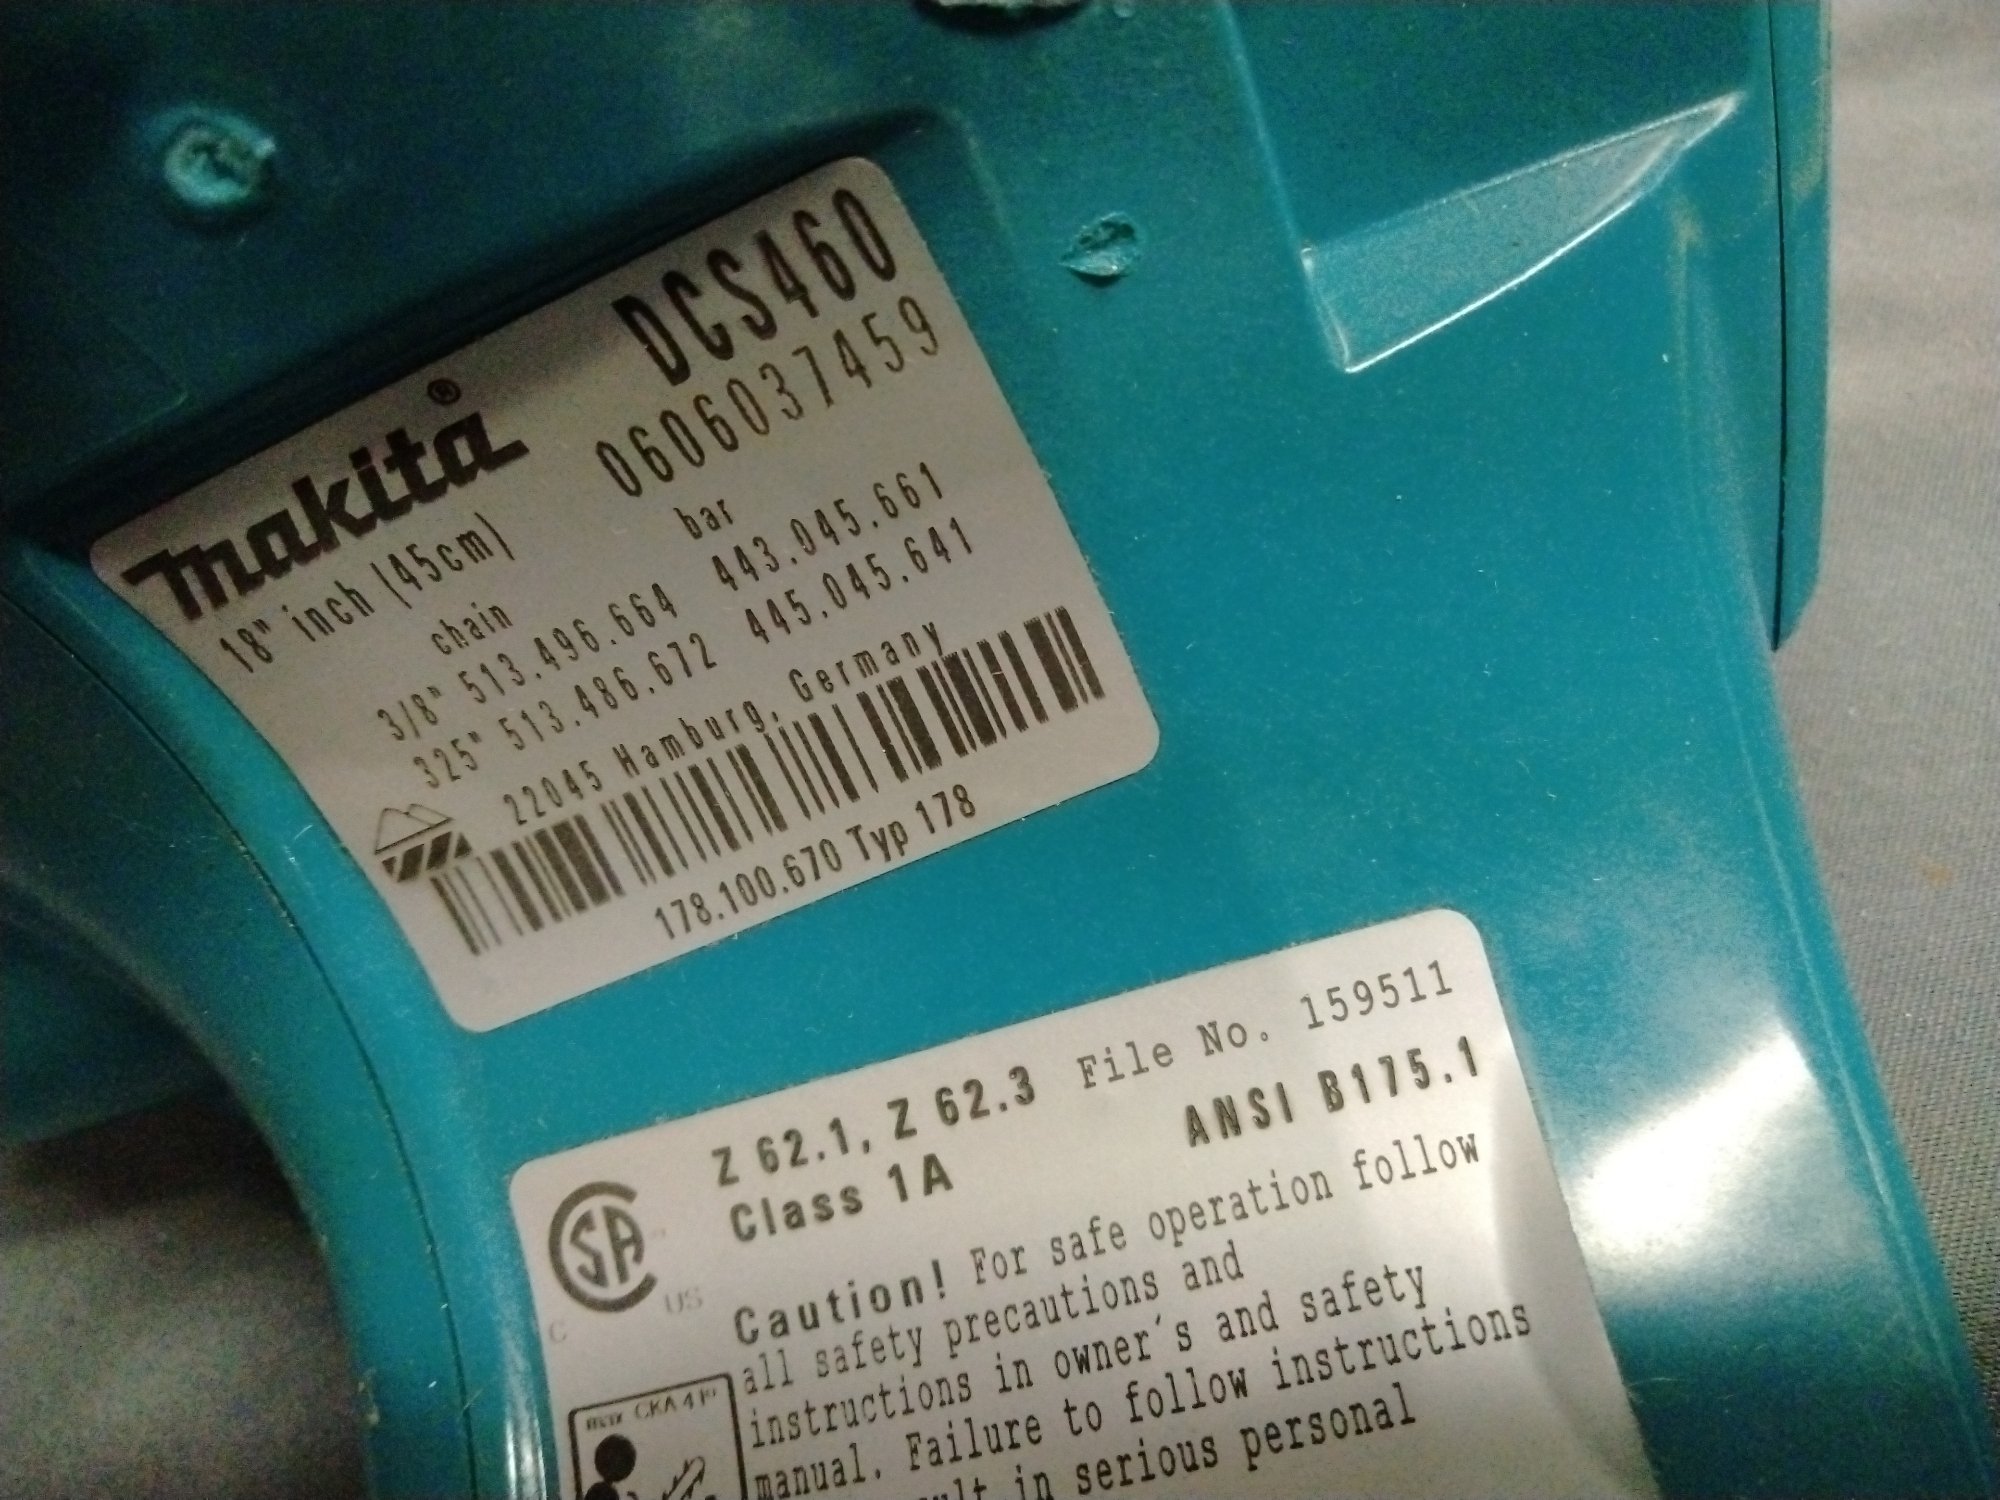 makita® DCS460
18" inch (45cm) 0606037459
chain bar
3/8" 513.496.664 443.045.661
325" 513.486.672 445.045.641
22045 Hamburg, Germany
178.100.670 Typ 178
Z 62.1, Z 62.3 File No. 159511
Class 1A ANSI B175.1
CSA
C US
Caution! For safe operation follow
all safety precautions and
instructions in owner's and safety
manual. Failure to follow instructions
in serious personal
CKA